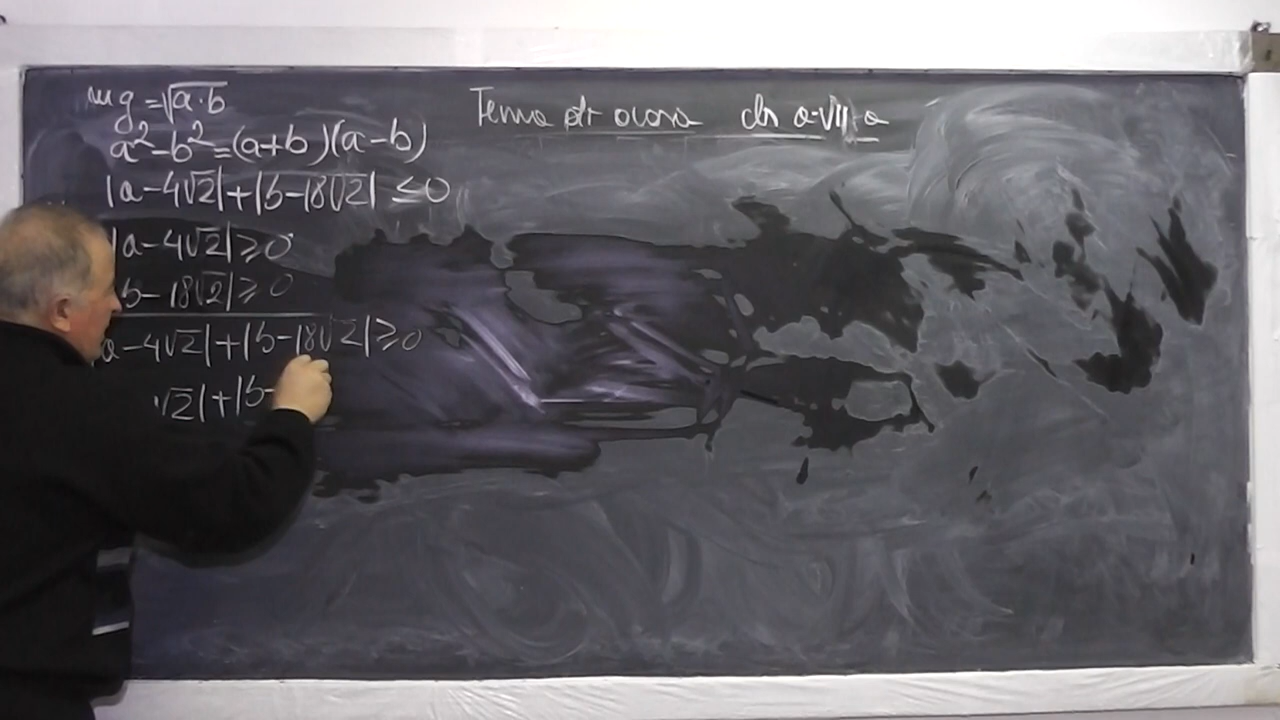 mg=√a·b
a²-b²=(a+b)(a-b)
|a-4√2|+|b-18√2| ≤0
|a-4√2|≥0
b-18√2|≥0
a-4√2|+|b-18√2|≥0
√2|+|b-
Tema de acasa cls a-VII-a